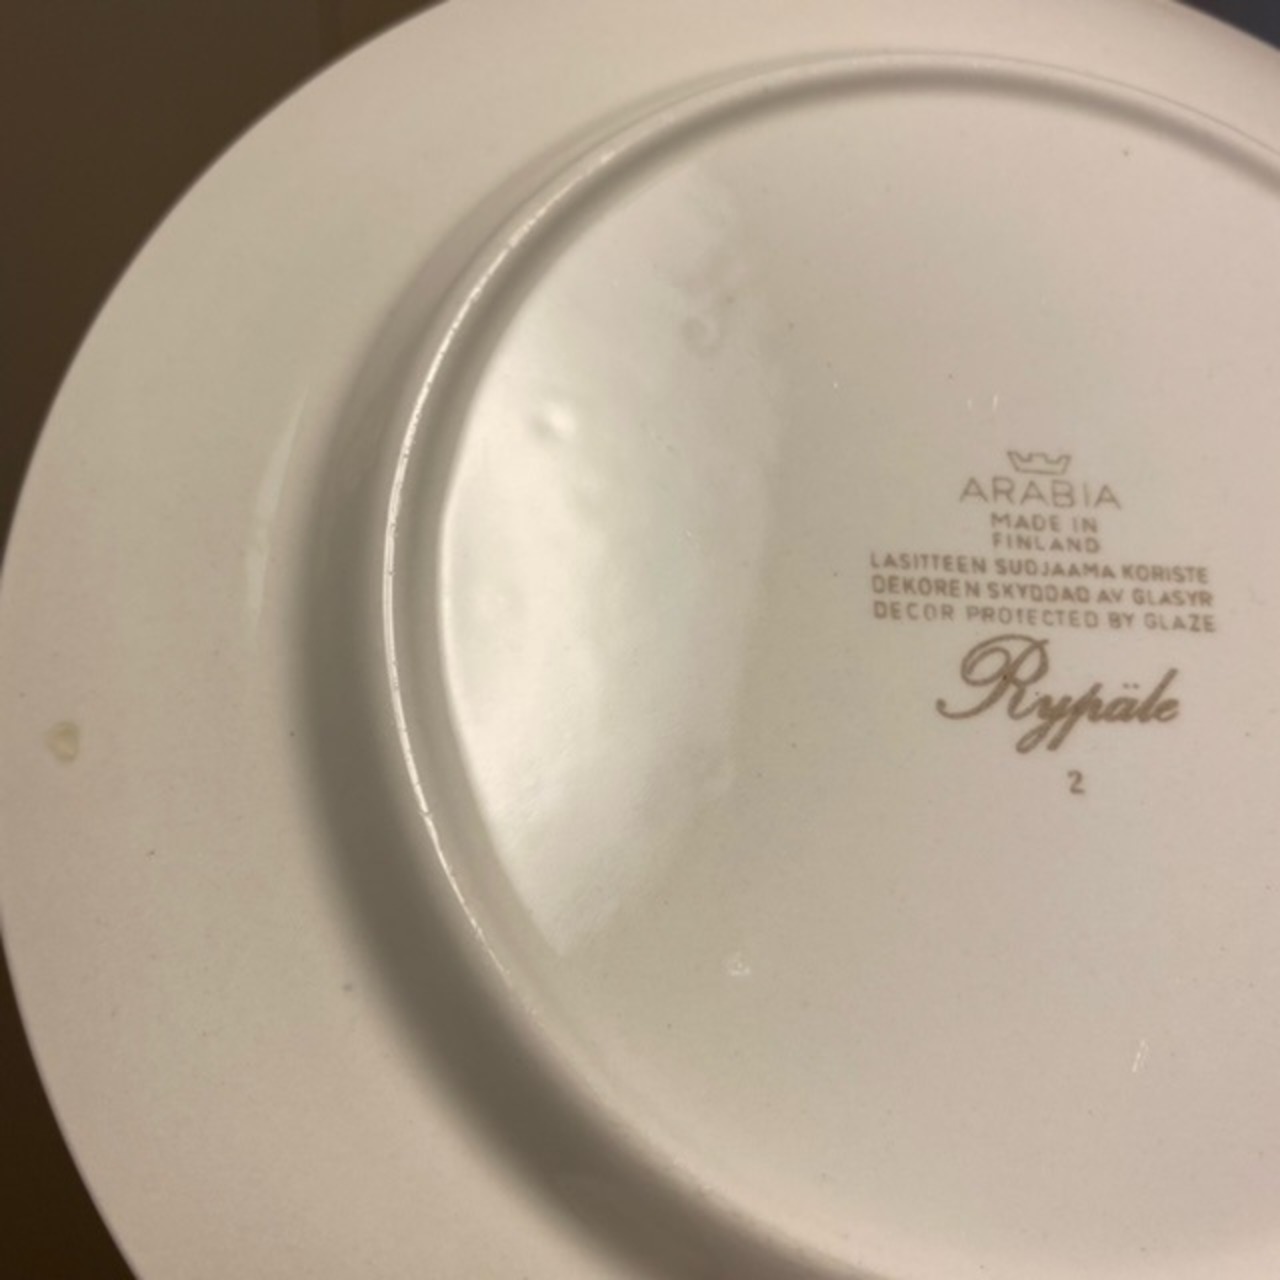 ARABIA
MADE IN
FINLAND
LASITTEEN SUOJAAMA KORISTE
DEKOREN SKYDDAD AV GLASYR
DECOR PROTECTED BY GLAZE
Rypäle
2